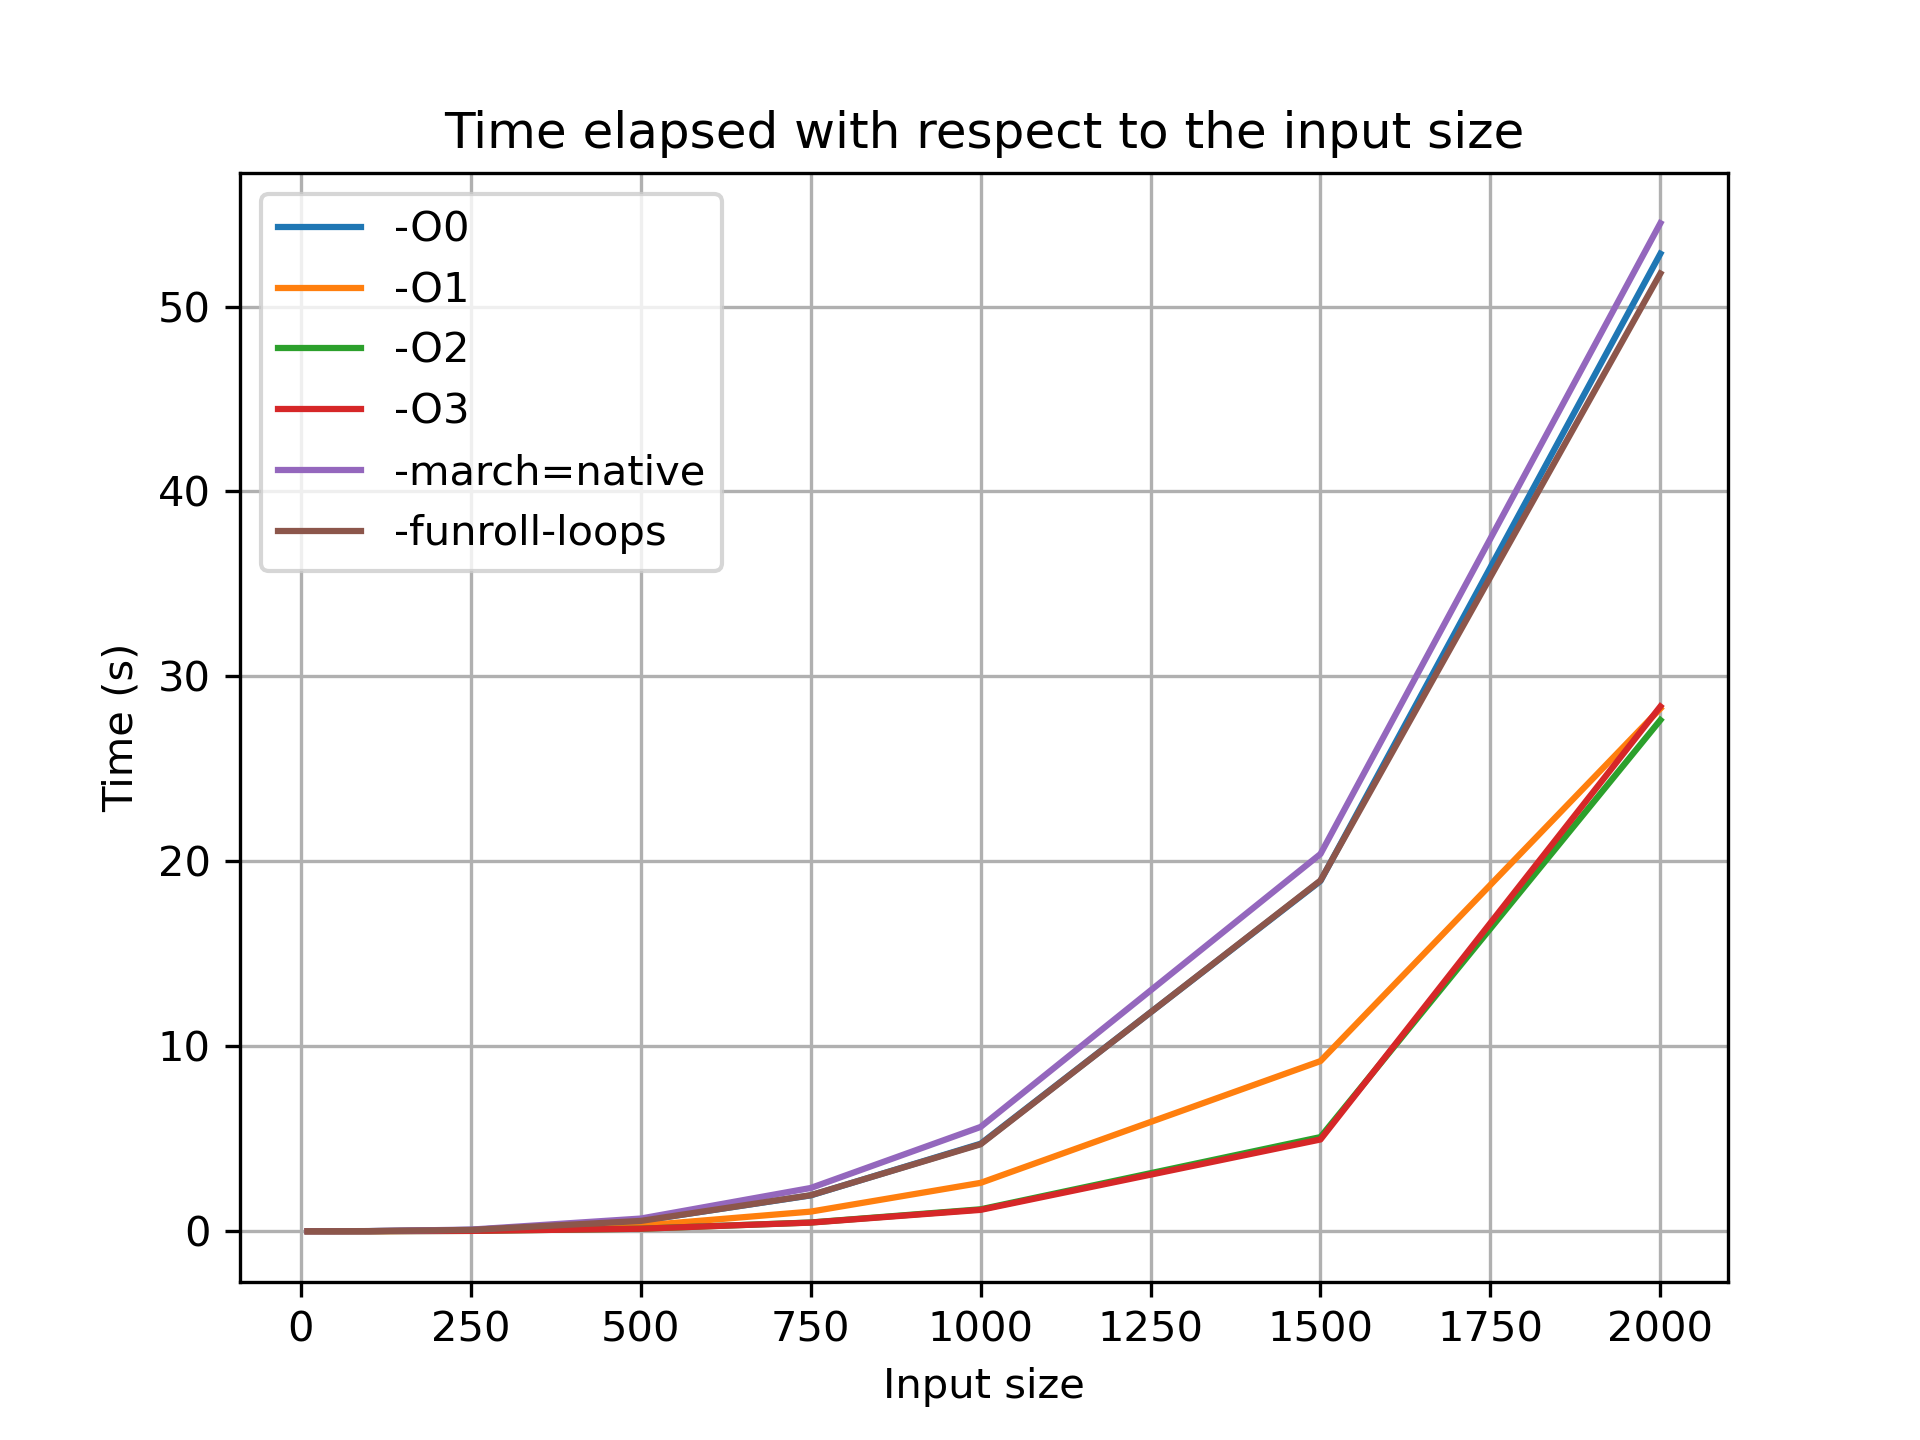 Time elapsed with respect to the input size
-O0
-O1
-O2
-O3
-march=native
-funroll-loops
Time (s)
50
40
30
20
10
0
0 250 500 750 1000 1250 1500 1750 2000
Input size